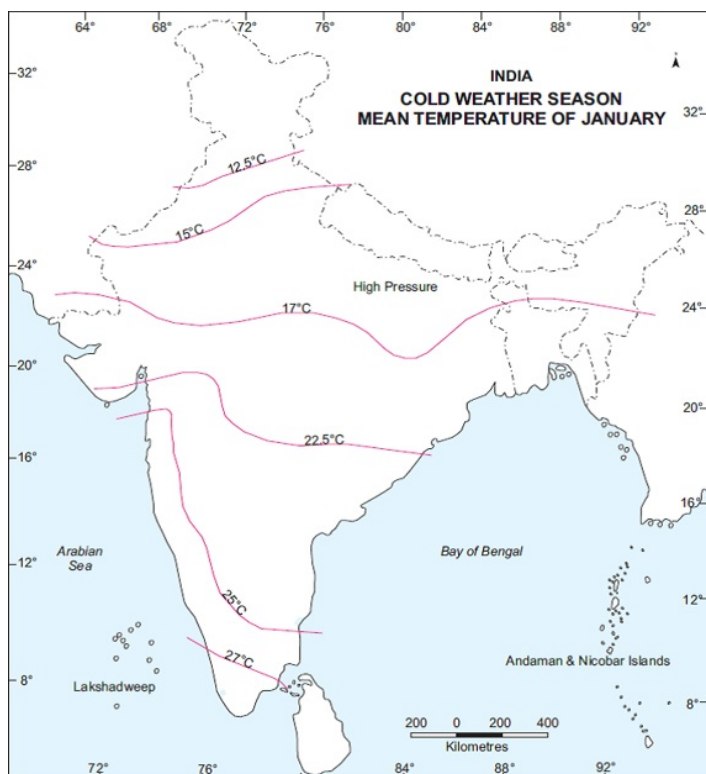 64° 68° 72° 76° 80° 84° 88° 92° 96°
32°
INDIA
COLD WEATHER SEASON
MEAN TEMPERATURE OF JANUARY
32°
28°
12.5°C
28°
15°C
24°
High Pressure
17°C
24°
20°
20°
22.5°C
16°
16°
Arabian
Sea
Bay of Bengal
12°
25°C
12°
27°C
Andaman & Nicobar Islands
8°
Lakshadweep
8°
200 0 200 400
Kilometres
72° 76° 84° 88° 92°